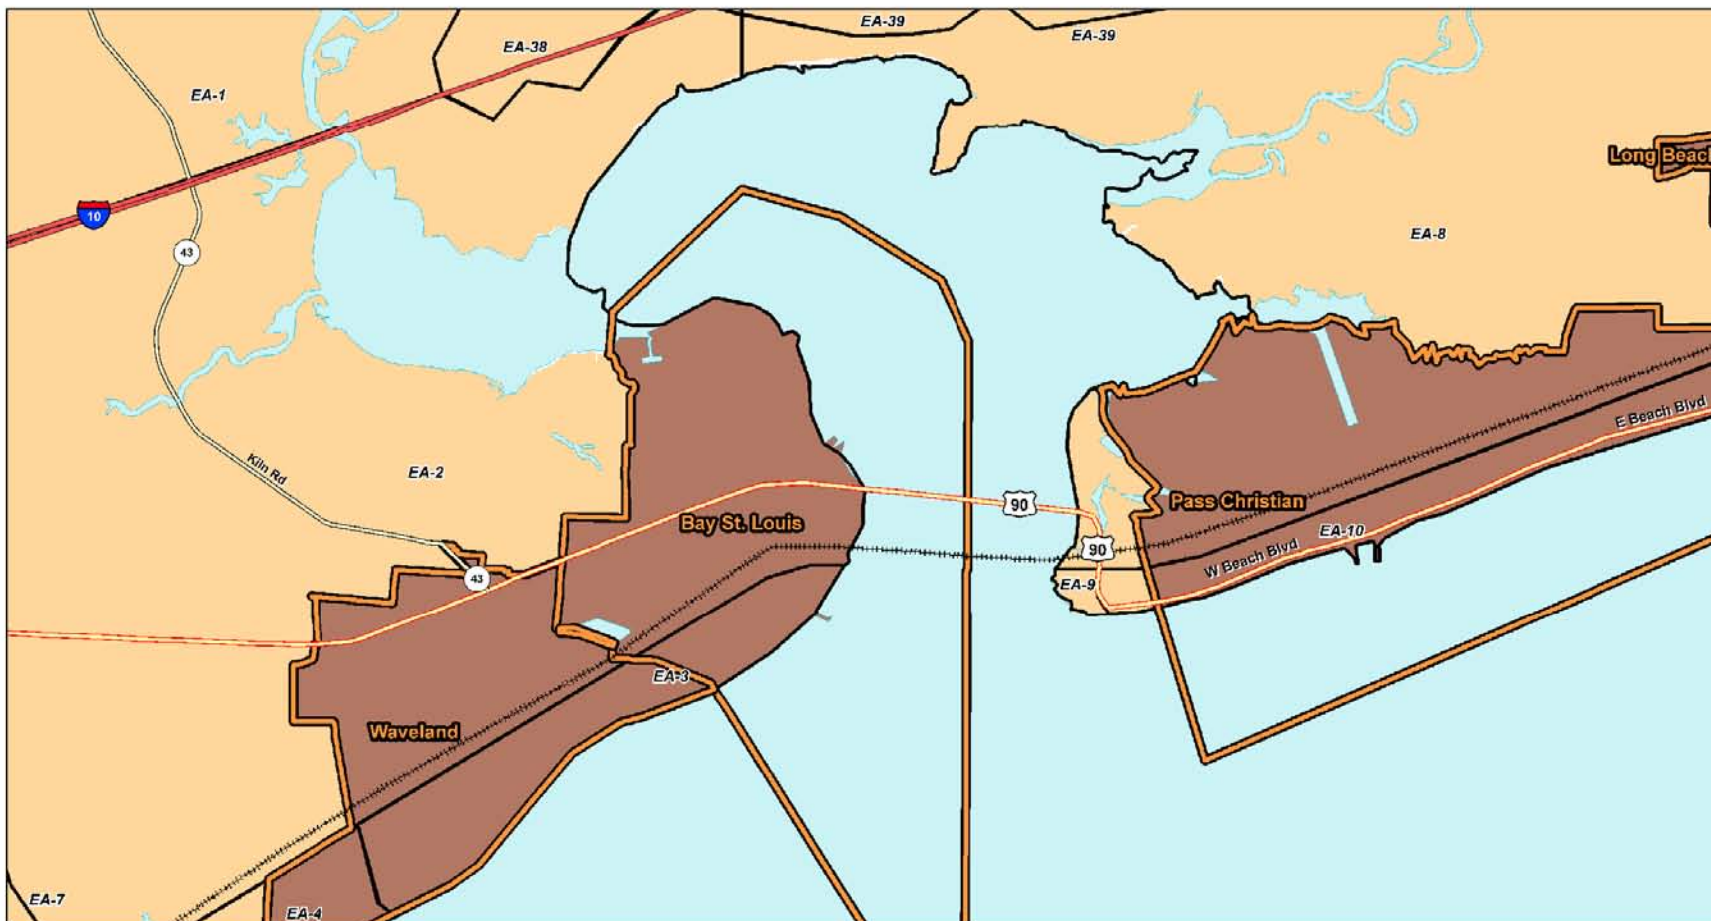 EA-39
EA-38
EA-39
EA-1
Long Beach
10
EA-8
43
E Beach Blvd
Kiln Rd
EA-2
Pass Christian
90
Bay St. Louis
EA-10
90
W Beach Blvd
43
EA-9
EA-3
Waveland
EA-7
EA-4